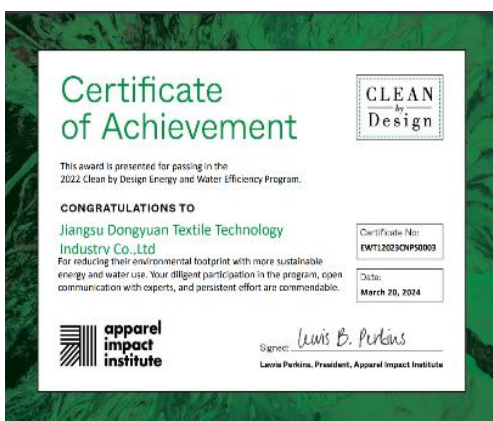 Certificate
of Achievement
CLEAN
by
Design
This award is presented for passing in the
2022 Clean by Design Energy and Water Efficiency Program.
CONGRATULATIONS TO
Jiangsu Dongyuan Textile Technology
Industry Co.,Ltd
For reducing their environmental footprint with more sustainable
energy and water use. Your diligent participation in the program, open
communication with experts, and persistent effort are commendable.
Certificate No:
EWT12023CNPS0003
Date:
March 20, 2024
apparel
impact
institute
Signed: Lewis B. Perkins
Lewis Perkins, President, Apparel Impact Institute